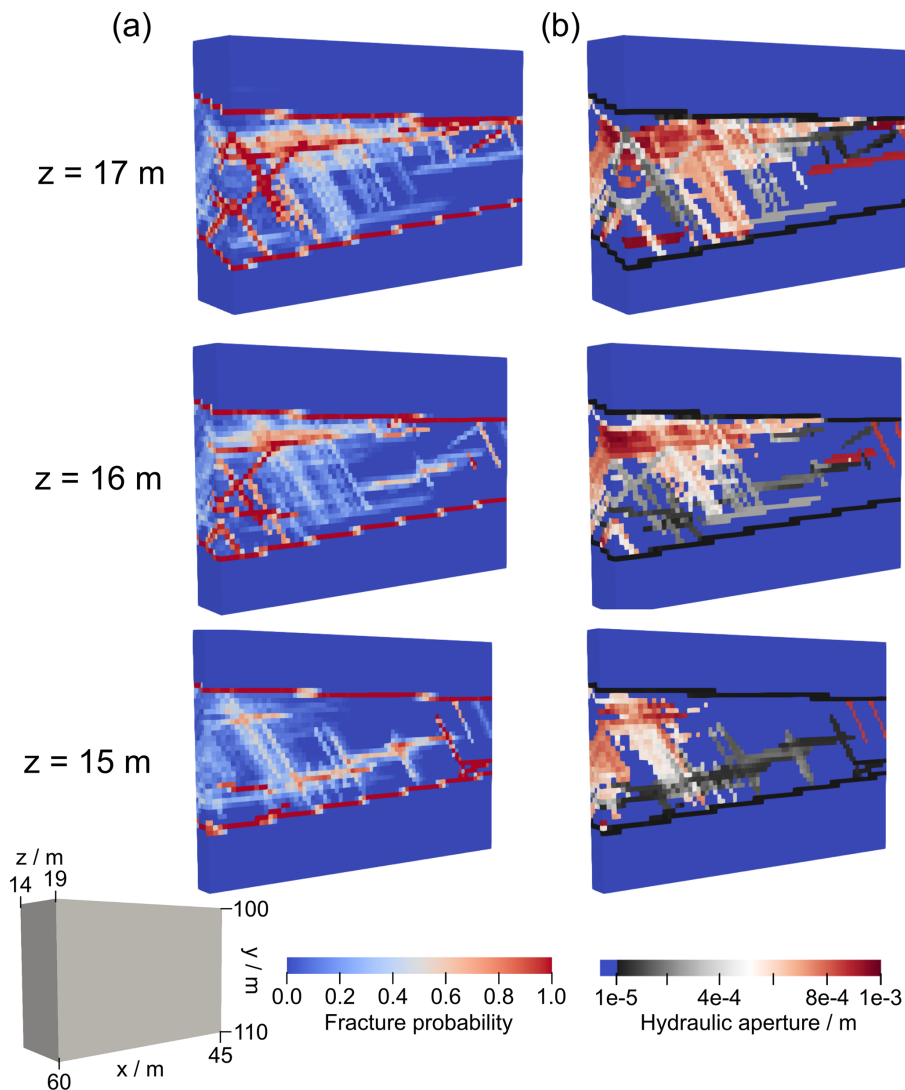 (a)
(b)
z = 17 m
z = 16 m
z = 15 m
z / m
14 19
100
y / m
110
45
x / m
60
0.0 0.2 0.4 0.6 0.8 1.0
Fracture probability
1e-5 4e-4 8e-4 1e-3
Hydraulic aperture / m